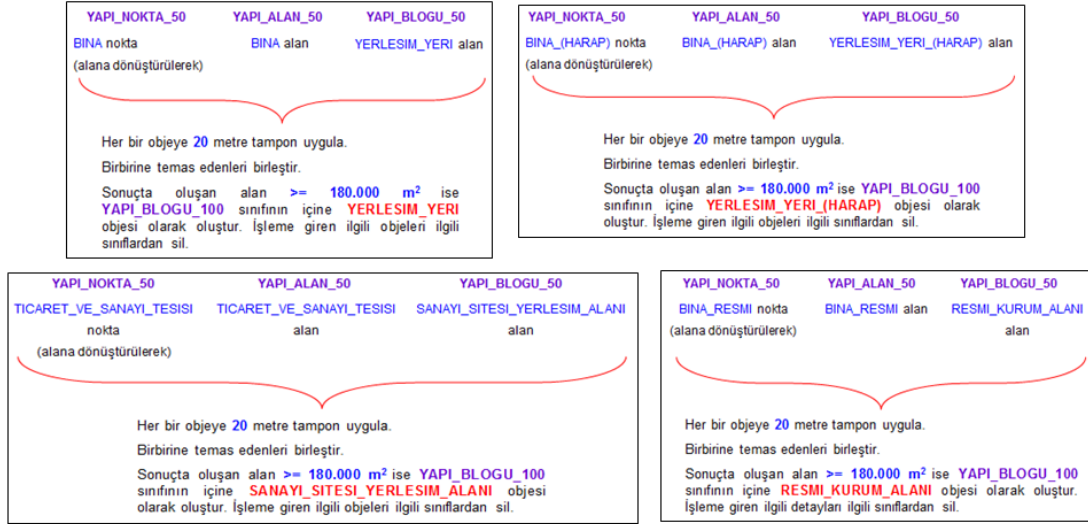 YAPI_NOKTA_50 YAPI_ALAN_50 YAPI_BLOGU_50
BINA nokta BINA alan YERLESIM_YERI alan
(alana dönüştürülerek)
Her bir objeye 20 metre tampon uygula.
Birbirine temas edenleri birleştir.
Sonuçta oluşan alan >= 180.000 m² ise
YAPI_BLOGU_100 sınıfının içine YERLESIM_YERI
objesi olarak oluştur. İşleme giren ilgili objeleri ilgili
sınıflardan sil.
YAPI_NOKTA_50 YAPI_ALAN_50 YAPI_BLOGU_50
BINA_(HARAP) nokta BINA_(HARAP) alan YERLESIM_YERI_(HARAP) alan
(alana dönüştürülerek)
Her bir objeye 20 metre tampon uygula.
Birbirine temas edenleri birleştir.
Sonuçta oluşan alan >= 180.000 m² ise YAPI_BLOGU_100
sınıfının içine YERLESIM_YERI_(HARAP) objesi olarak
oluştur. İşleme giren ilgili objeleri ilgili sınıflardan sil.
YAPI_NOKTA_50 YAPI_ALAN_50 YAPI_BLOGU_50
TICARET_VE_SANAYI_TESISI TICARET_VE_SANAYI_TESISI SANAYI_SITESI_YERLESIM_ALANI
nokta alan alan
(alana dönüştürülerek)
Her bir objeye 20 metre tampon uygula.
Birbirine temas edenleri birleştir.
Sonuçta oluşan alan >= 180.000 m² ise YAPI_BLOGU_100
sınıfının içine SANAYI_SITESI_YERLESIM_ALANI objesi
olarak oluştur. İşleme giren ilgili objeleri ilgili sınıflardan sil.
YAPI_NOKTA_50 YAPI_ALAN_50 YAPI_BLOGU_50
BINA_RESMI nokta BINA_RESMI alan RESMI_KURUM_ALANI
(alana dönüştürülerek) alan
Her bir objeye 20 metre tampon uygula.
Birbirine temas edenleri birleştir.
Sonuçta oluşan alan >= 180.000 m² ise YAPI_BLOGU_100
sınıfının içine RESMI_KURUM_ALANI objesi olarak oluştur.
İşleme giren ilgili detayları ilgili sınıflardan sil.